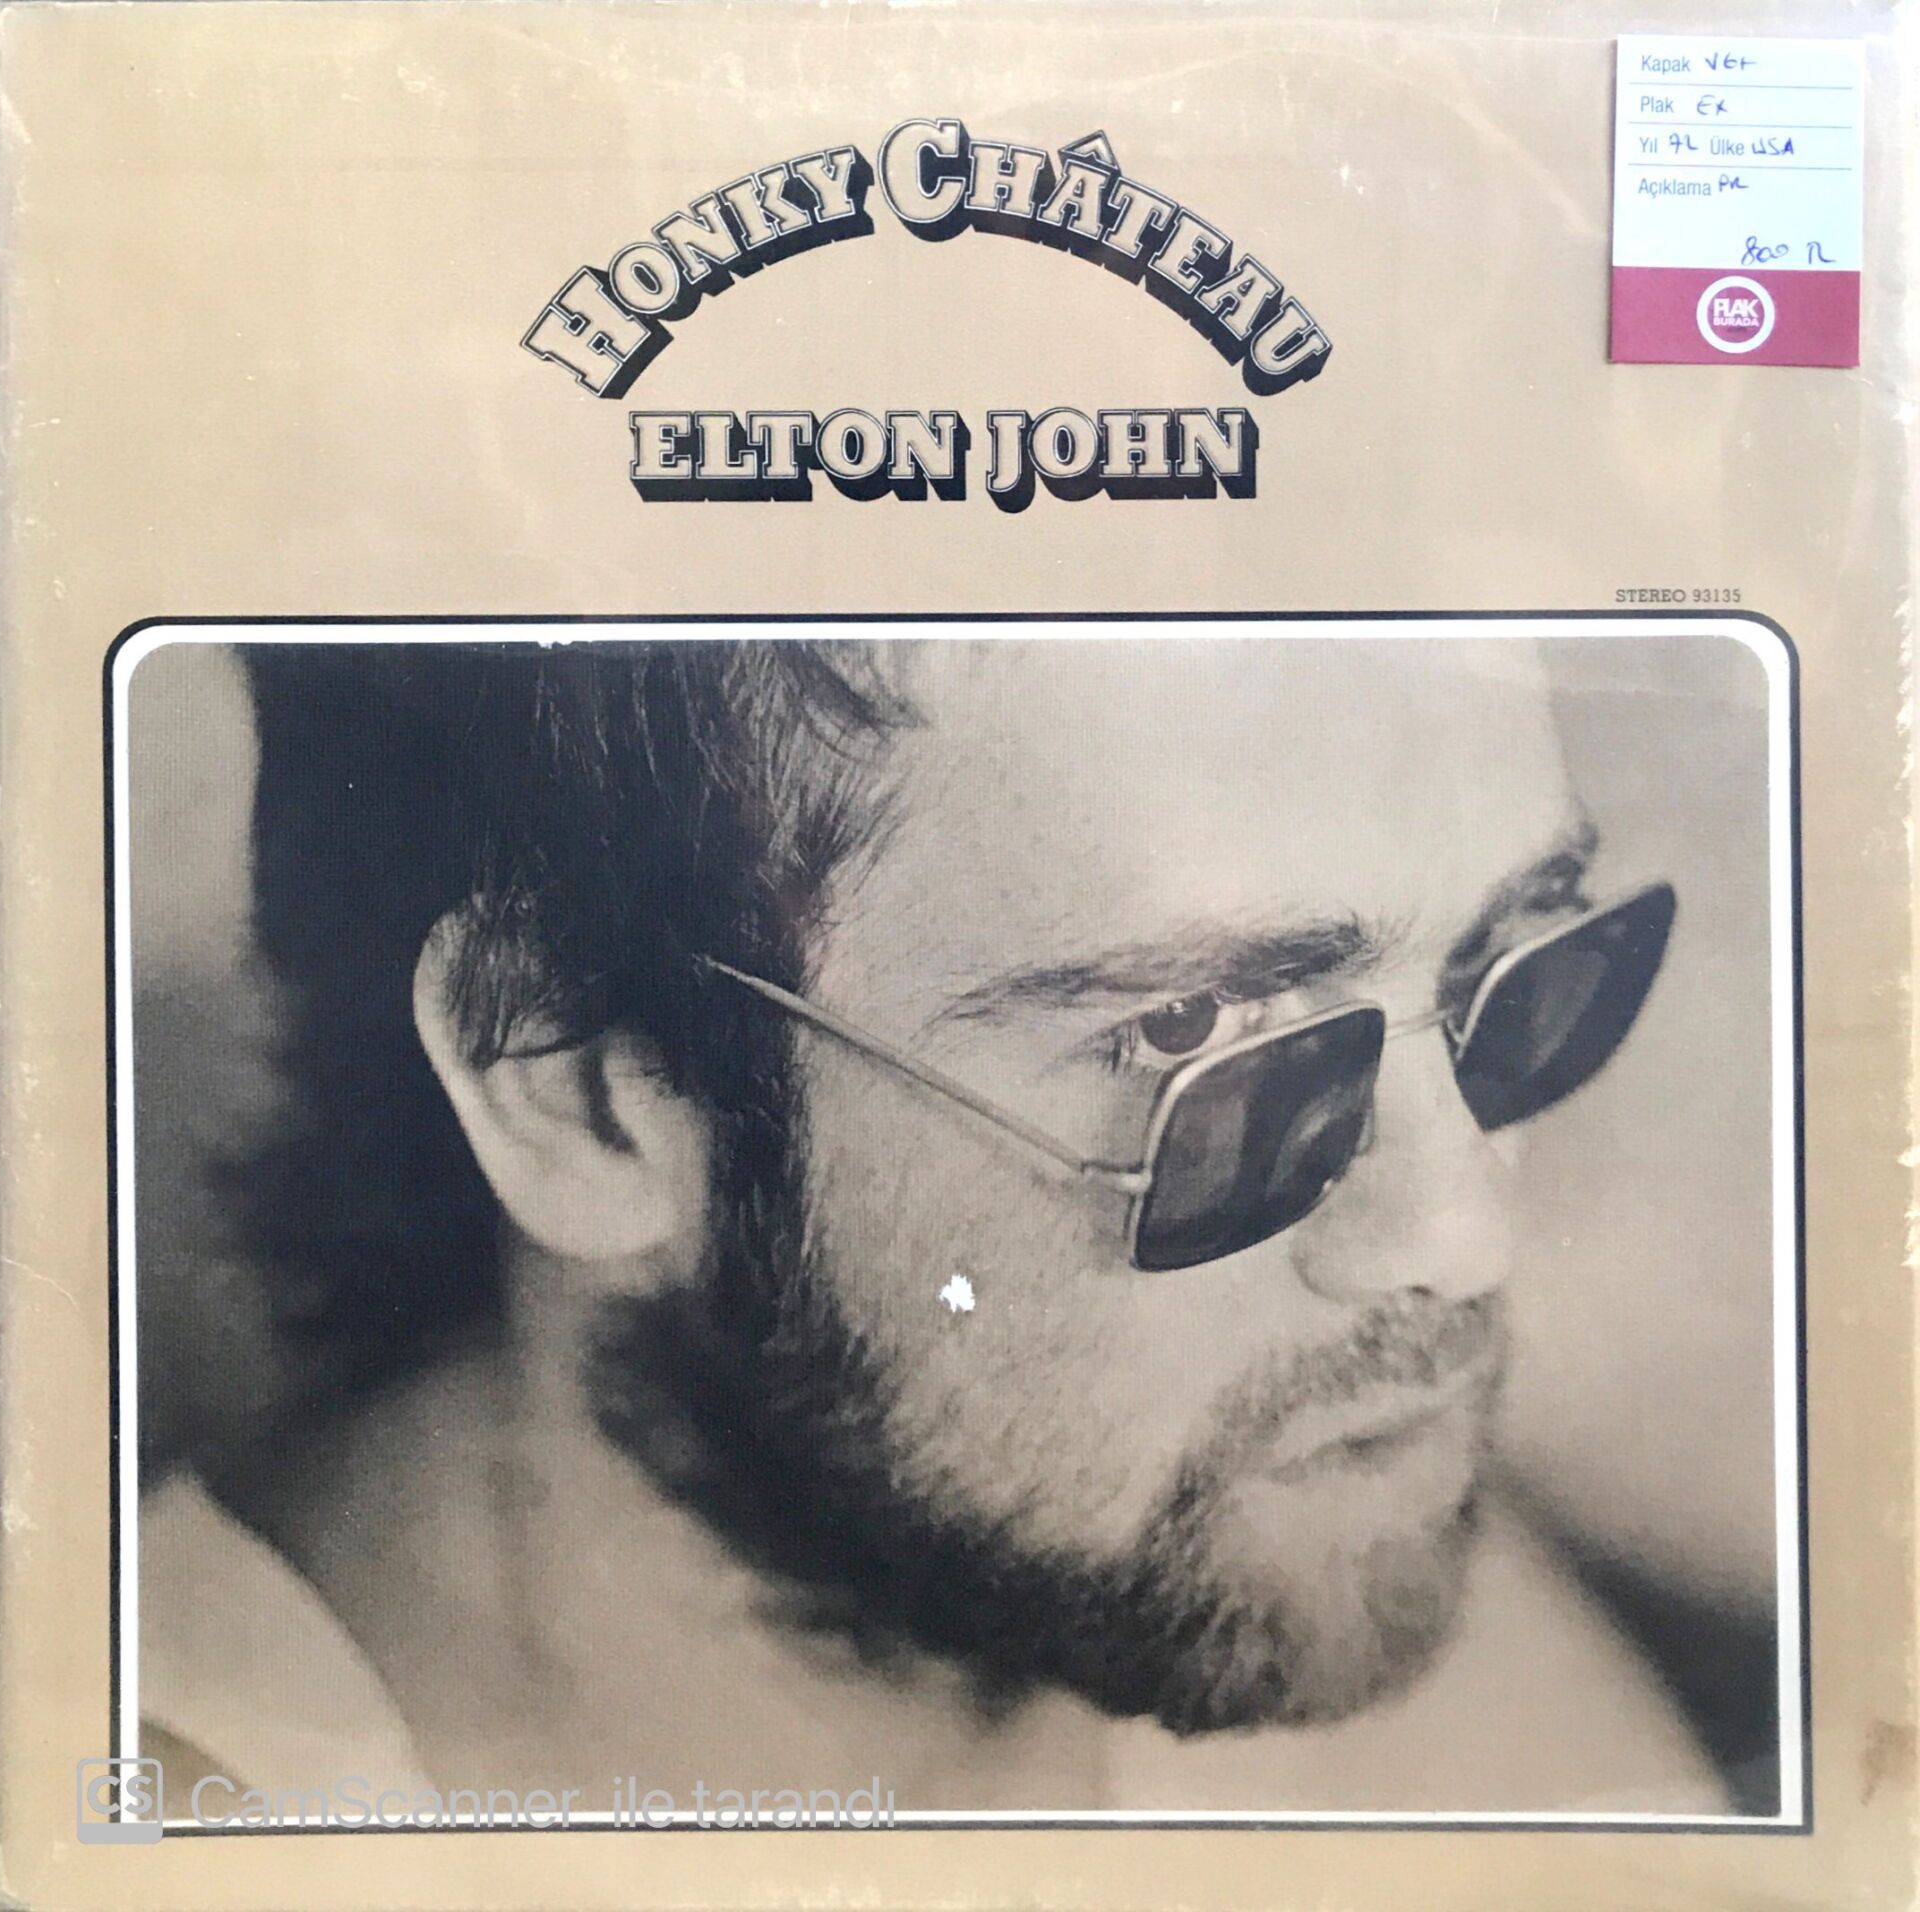 Kapak VG+
Plak EX
Yıl 72 Ülke USA
Açıklama PR
800 TL
PLAK
BURADA
HONKY CHÂTEAU
ELTON JOHN
STEREO 93135
CS CamScanner ile tarandı